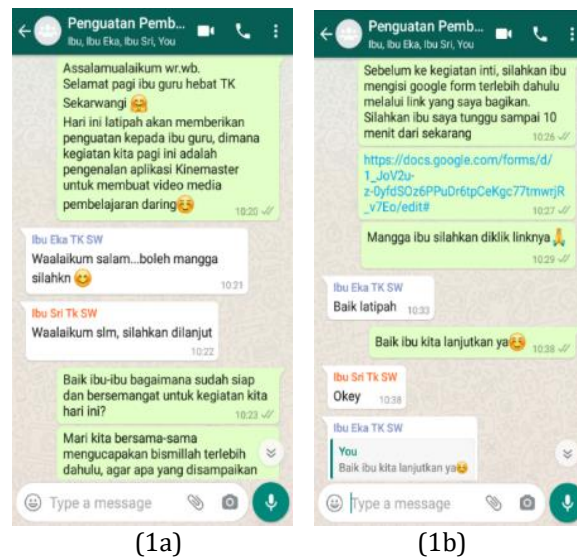 Penguatan Pemb...
Ibu, Ibu Eka, Ibu Sri, You
Assalamualaikum wr.wb.
Selamat pagi ibu guru hebat TK
Sekarwangi 🤗
Hari ini latipah akan memberikan
penguatan kepada ibu guru, dimana
kegiatan kita pagi ini adalah
pengenalan aplikasi Kinemaster
untuk membuat video media
pembelajaran daring☺️
10:20
Ibu Eka TK SW
Waalaikum salam...boleh mangga
silahkn 😊
10:21
Ibu Sri Tk SW
Waalaikum slm, silahkan dilanjut
10:22
Baik ibu-ibu bagaimana sudah siap
dan bersemangat untuk kegiatan kita
hari ini?
10:23
Mari kita bersama-sama
mengucapakan bismillah terlebih
dahulu, agar apa yang disampaikan
Type a message
(1a)
Penguatan Pemb...
Ibu, Ibu Eka, Ibu Sri, You
Sebelum ke kegiatan inti, silahkan ibu
mengisi google form terlebih dahulu
melalui link yang saya bagikan.
Silahkan ibu saya tunggu sampai 10
menit dari sekarang
10:26
https://docs.google.com/forms/d/
1_JoV2u-
z-0yfdSOz6PPuDr6tpCeKgc77tmwrjR
_v7Eo/edit#
10:27
Mangga ibu silahkan diklik linknya 🙏
10:29
Ibu Eka TK SW
Baik latipah
10:33
Baik ibu kita lanjutkan ya☺️
10:38
Ibu Sri Tk SW
Okey
10:38
Ibu Eka TK SW
You
Baik ibu kita lanjutkan ya☺️
Type a message
(1b)